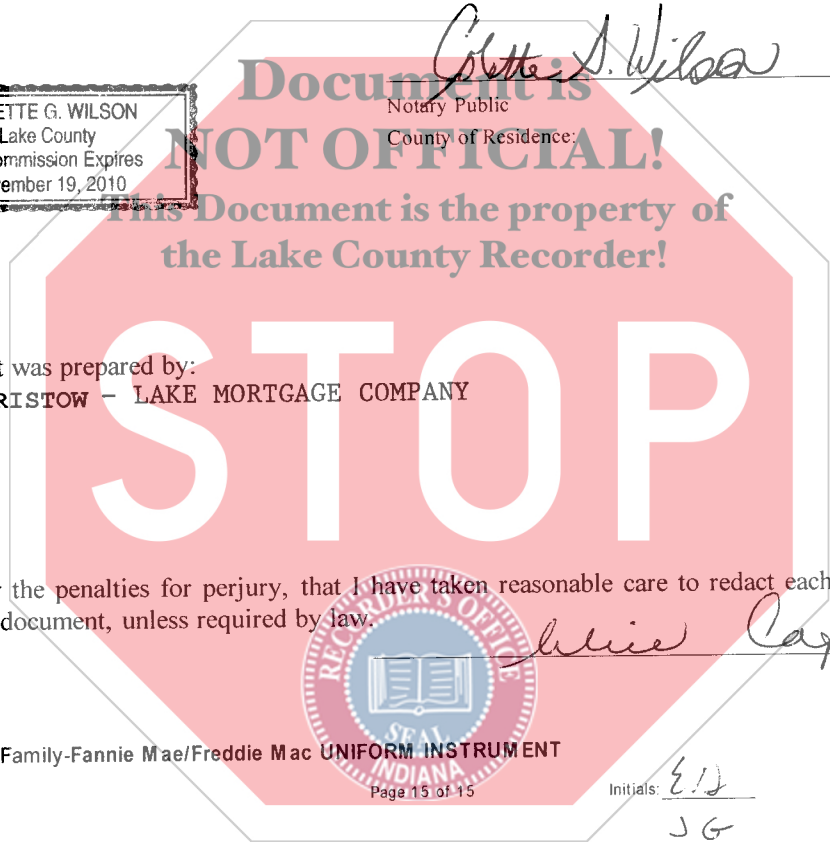 Colette G. Wilson
Document is
NOT OFFICIAL!
This Document is the property of
the Lake County Recorder!
ETTE G. WILSON
Lake County
ommission Expires
ember 19, 2010
Notary Public
County of Residence:
t was prepared by:
RISTOW - LAKE MORTGAGE COMPANY
STOP
r the penalties for perjury, that I have taken reasonable care to redact each
document, unless required by law.
RECORDER'S OFFICE
SEAL
INDIANA
Family-Fannie Mae/Freddie Mac UNIFORM INSTRUMENT
Page 15 of 15
Initials:
JG